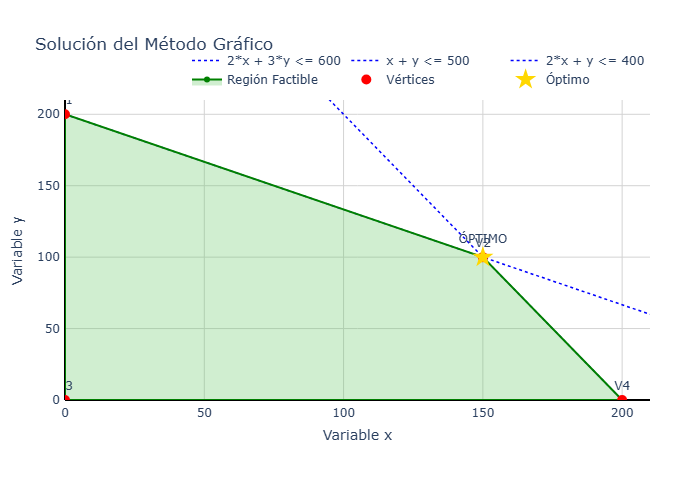 Solución del Método Gráfico
2*x + 3*y <= 600 x + y <= 500 2*x + y <= 400
Región Factible Vértices Óptimo
200
150
100
50
0
Variable y
ÓPTIMO
V2
1
3
V4
0 50 100 150 200
Variable x